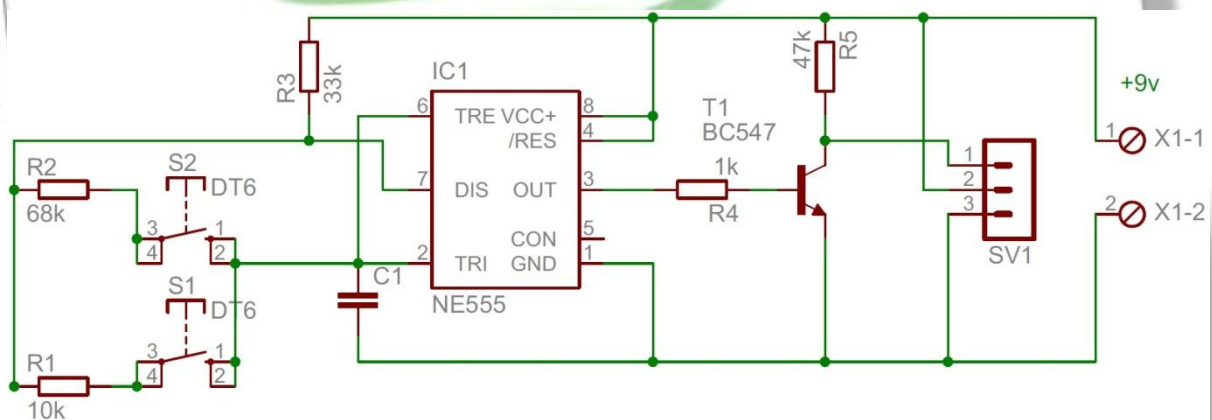 R3
33k
IC1
6
TRE
VCC+
8
/RES
4
7
DIS
OUT
3
CON
5
2
TRI
GND
1
NE555
R2
68k
S2
DT6
3
1
4
2
S1
DT6
3
1
4
2
R1
10k
C1
T1
BC547
1k
R4
47k
R5
1
2
3
SV1
+9v
1
X1-1
2
X1-2